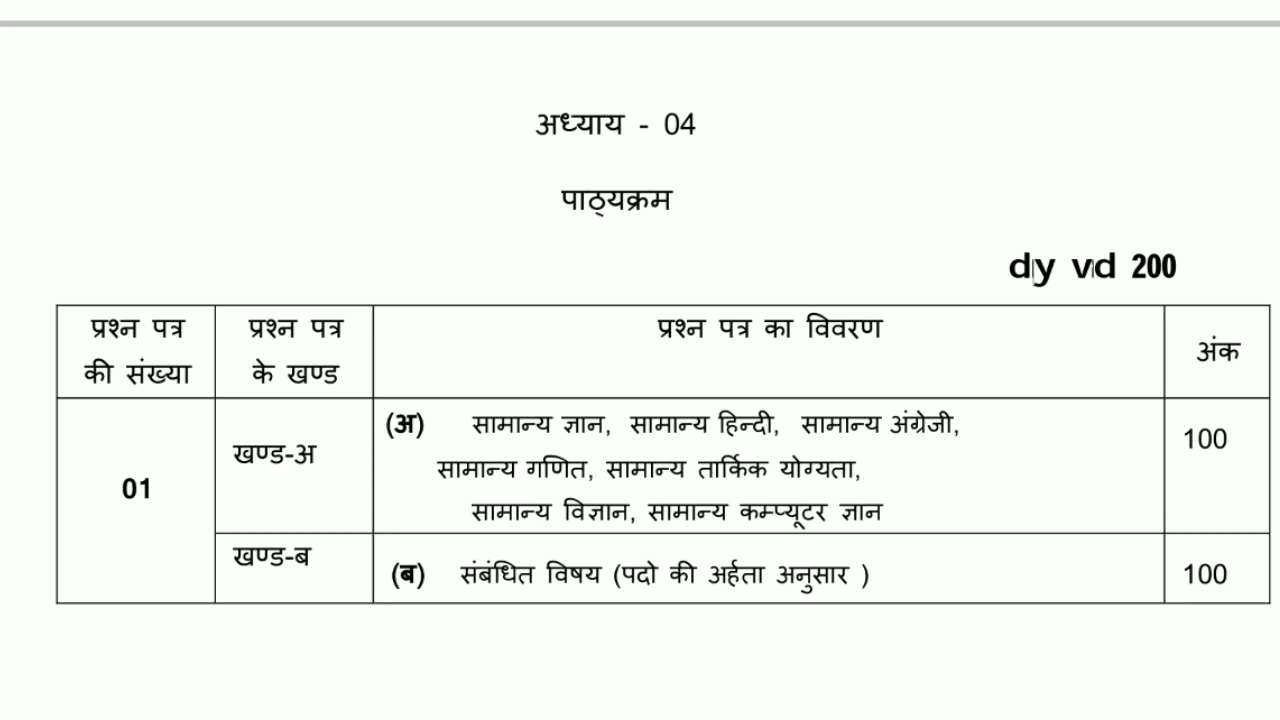 अध्याय - 04
पाठ्यक्रम
dy vd 200
प्रश्न पत्र की संख्या
प्रश्न पत्र के खण्ड
प्रश्न पत्र का विवरण
अंक
01
खण्ड-अ
(अ) सामान्य ज्ञान, सामान्य हिन्दी, सामान्य अंग्रेजी,
सामान्य गणित, सामान्य तार्किक योग्यता,
सामान्य विज्ञान, सामान्य कम्प्यूटर ज्ञान
100
खण्ड-ब
(ब) संबंधित विषय (पदो की अर्हता अनुसार )
100